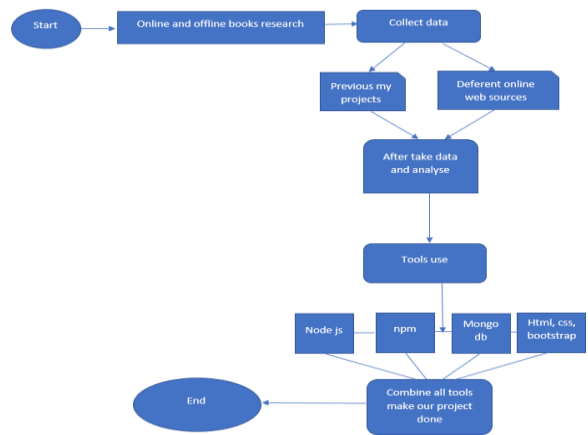 Start
Online and offline books research
Collect data
Previous my
projects
Deferent online
web sources
After take data
and analyse
Tools use
Node js
npm
Mongo
db
Html, css,
bootstrap
Combine all tools
make our project
done
End